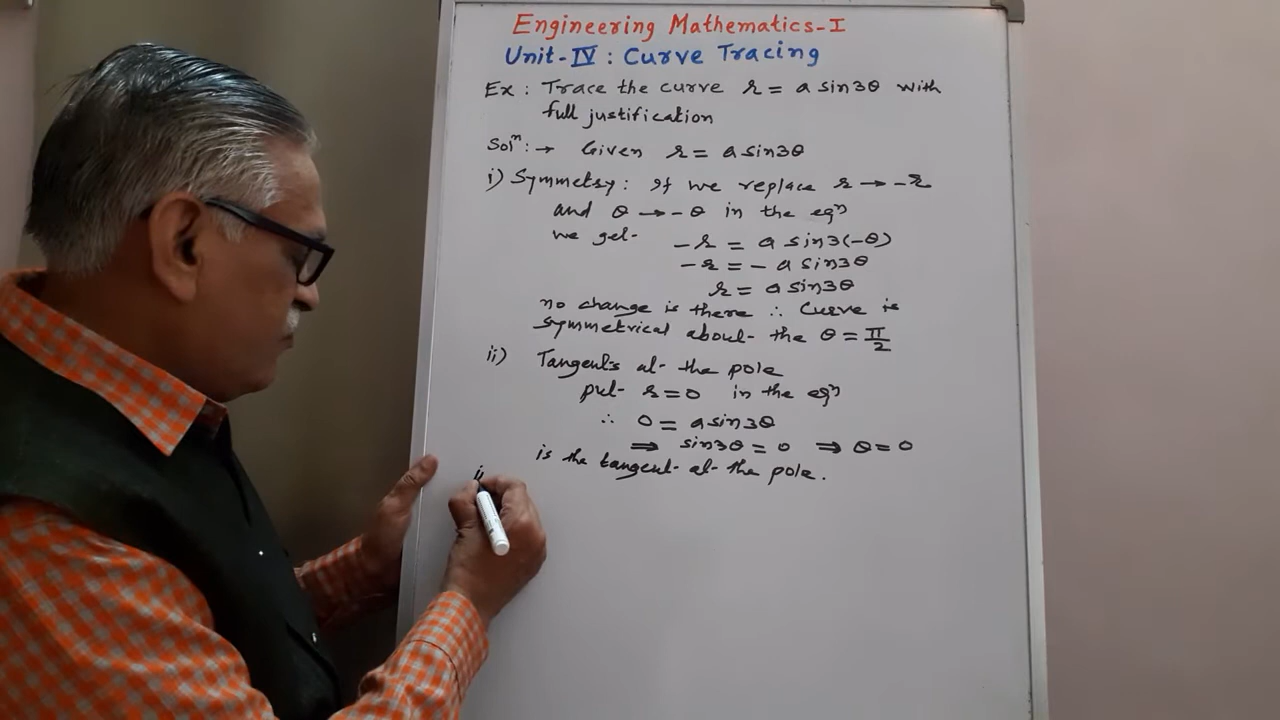 Engineering Mathematics-I
Unit-IV : Curve Tracing
Ex : Trace the curve r = a sin3θ with
full justification
Solⁿ : → Given r = a sin3θ
i) Symmetry : If we replace r → -r
and θ → -θ in the eqⁿ
we get -r = a sin3(-θ)
-r = - a sin3θ
r = a sin3θ
no change is there ∴ Curve is
symmetrical about the θ = π/2
ii) Tangents at the pole
put r = 0 in the eqⁿ
∴ 0 = a sin3θ
⇒ sin3θ = 0 ⇒ θ = 0
is the tangent at the pole.
ii